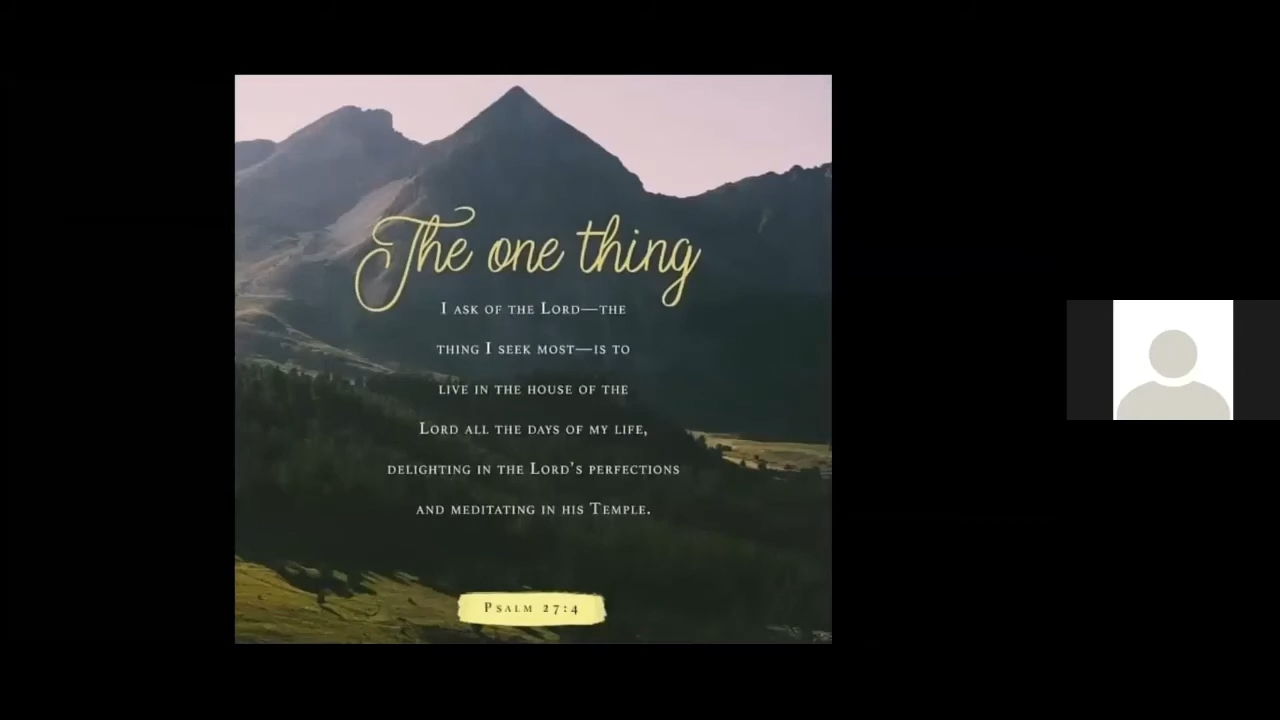 The one thing
I ask of the Lord—the
thing I seek most—is to
live in the house of the
Lord all the days of my life,
delighting in the Lord's perfections
and meditating in his Temple.
Psalm 27:4